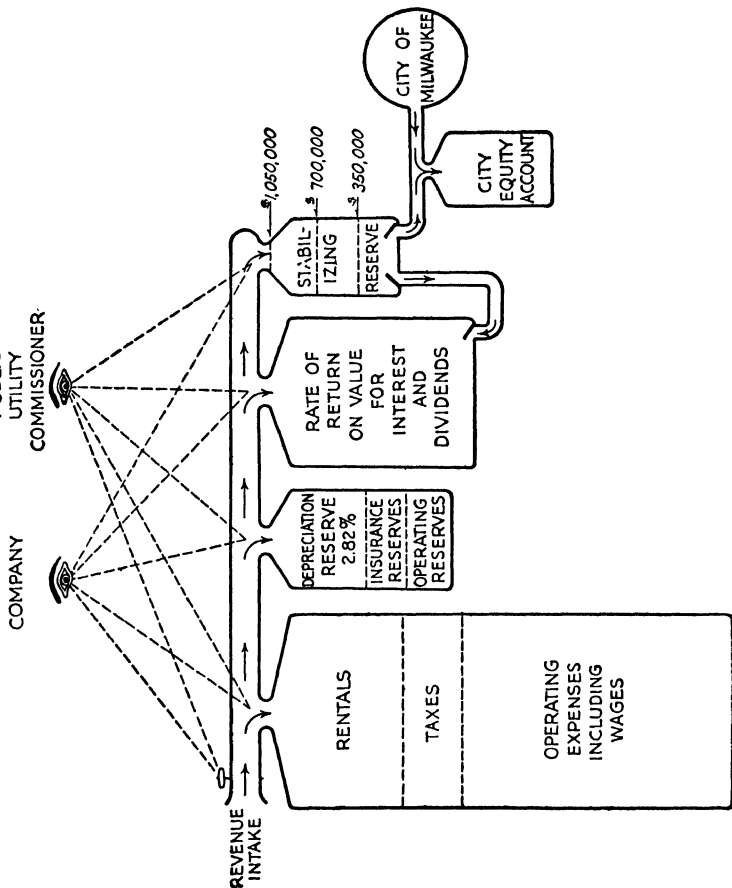 COMPANY
UTILITY
COMMISSIONER
REVENUE
INTAKE
RENTALS
TAXES
OPERATING
EXPENSES
INCLUDING
WAGES
DEPRECIATION
RESERVE
2.82%
INSURANCE
RESERVES
OPERATING
RESERVES
RATE OF
RETURN
ON VALUE
FOR
INTEREST
AND
DIVIDENDS
$1,050,000
$ 700,000
$ 350,000
STABIL-
IZING
RESERVE
CITY OF
MILWAUKEE
CITY
EQUITY
ACCOUNT